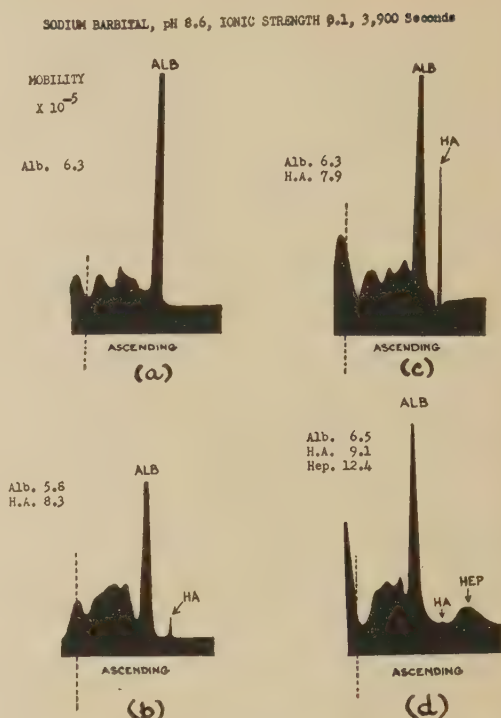 SODIUM BARBITAL, pH 8.6, IONIC STRENGTH 0.1, 3,900 Seconds
MOBILITY
X 10-5
Alb. 6.3
ALB
ASCENDING
(a)
Alb. 6.3
H.A. 7.9
ALB
HA
ASCENDING
(c)
Alb. 5.8
H.A. 8.3
ALB
HA
ASCENDING
(b)
Alb. 6.5
H.A. 9.1
Hep. 12.4
ALB
HA
HEP
ASCENDING
(d)